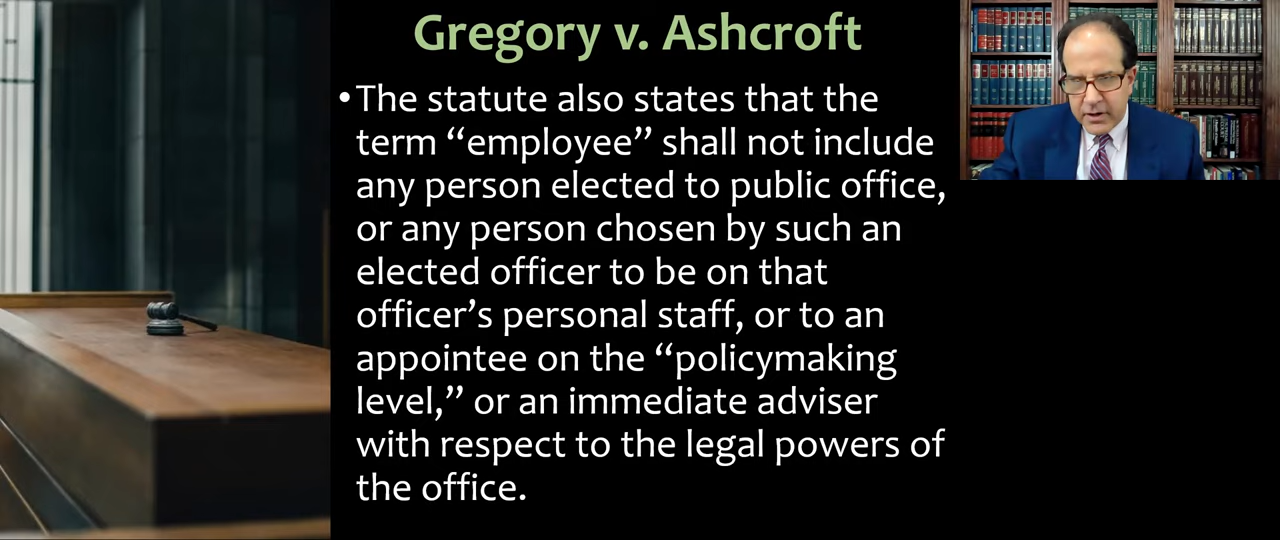 Gregory v. Ashcroft
•The statute also states that the
term “employee” shall not include
any person elected to public office,
or any person chosen by such an
elected officer to be on that
officer’s personal staff, or to an
appointee on the “policymaking
level,” or an immediate adviser
with respect to the legal powers of
the office.